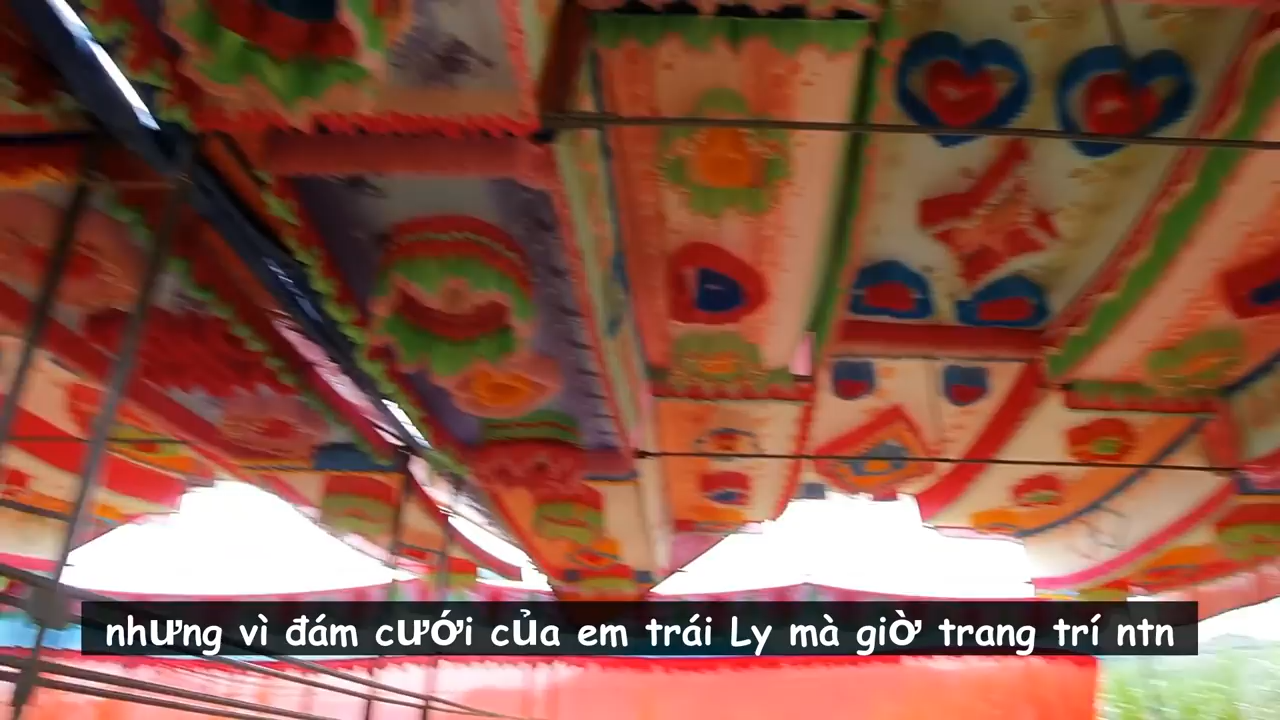 nhưng vì đám cưới của em trái Ly mà giờ trang trí ntn